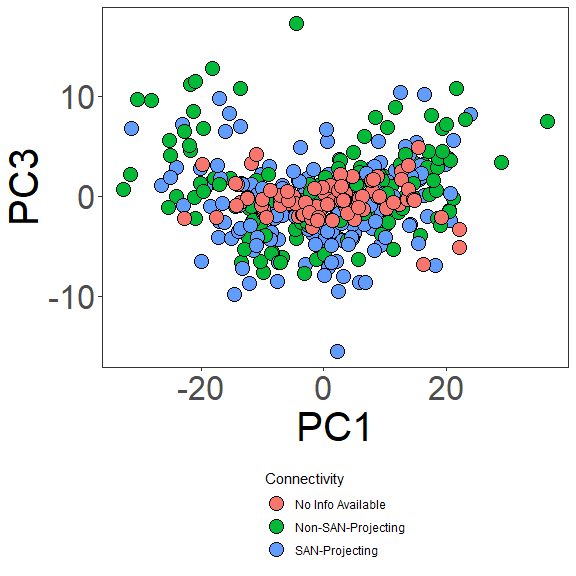 PC3
10
0
-10
-20 0 20
PC1
Connectivity
No Info Available
Non-SAN-Projecting
SAN-Projecting